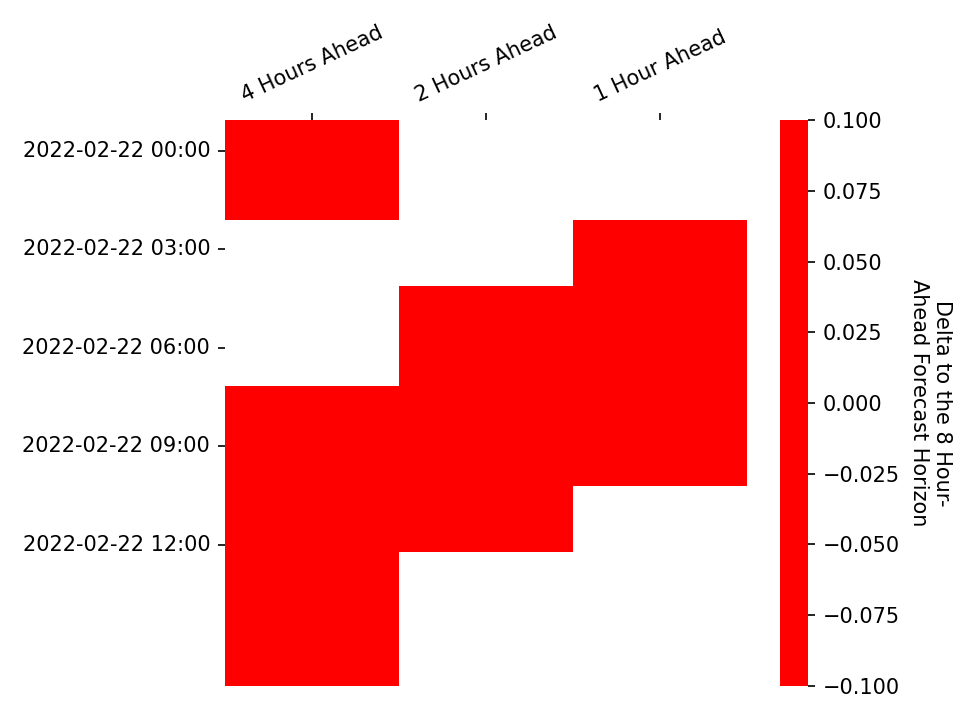 4 Hours Ahead
2 Hours Ahead
1 Hour Ahead
2022-02-22 00:00
2022-02-22 03:00
2022-02-22 06:00
2022-02-22 09:00
2022-02-22 12:00
0.100
0.075
0.050
0.025
0.000
−0.025
−0.050
−0.075
−0.100
Delta to the 8 Hour-
Ahead Forecast Horizon